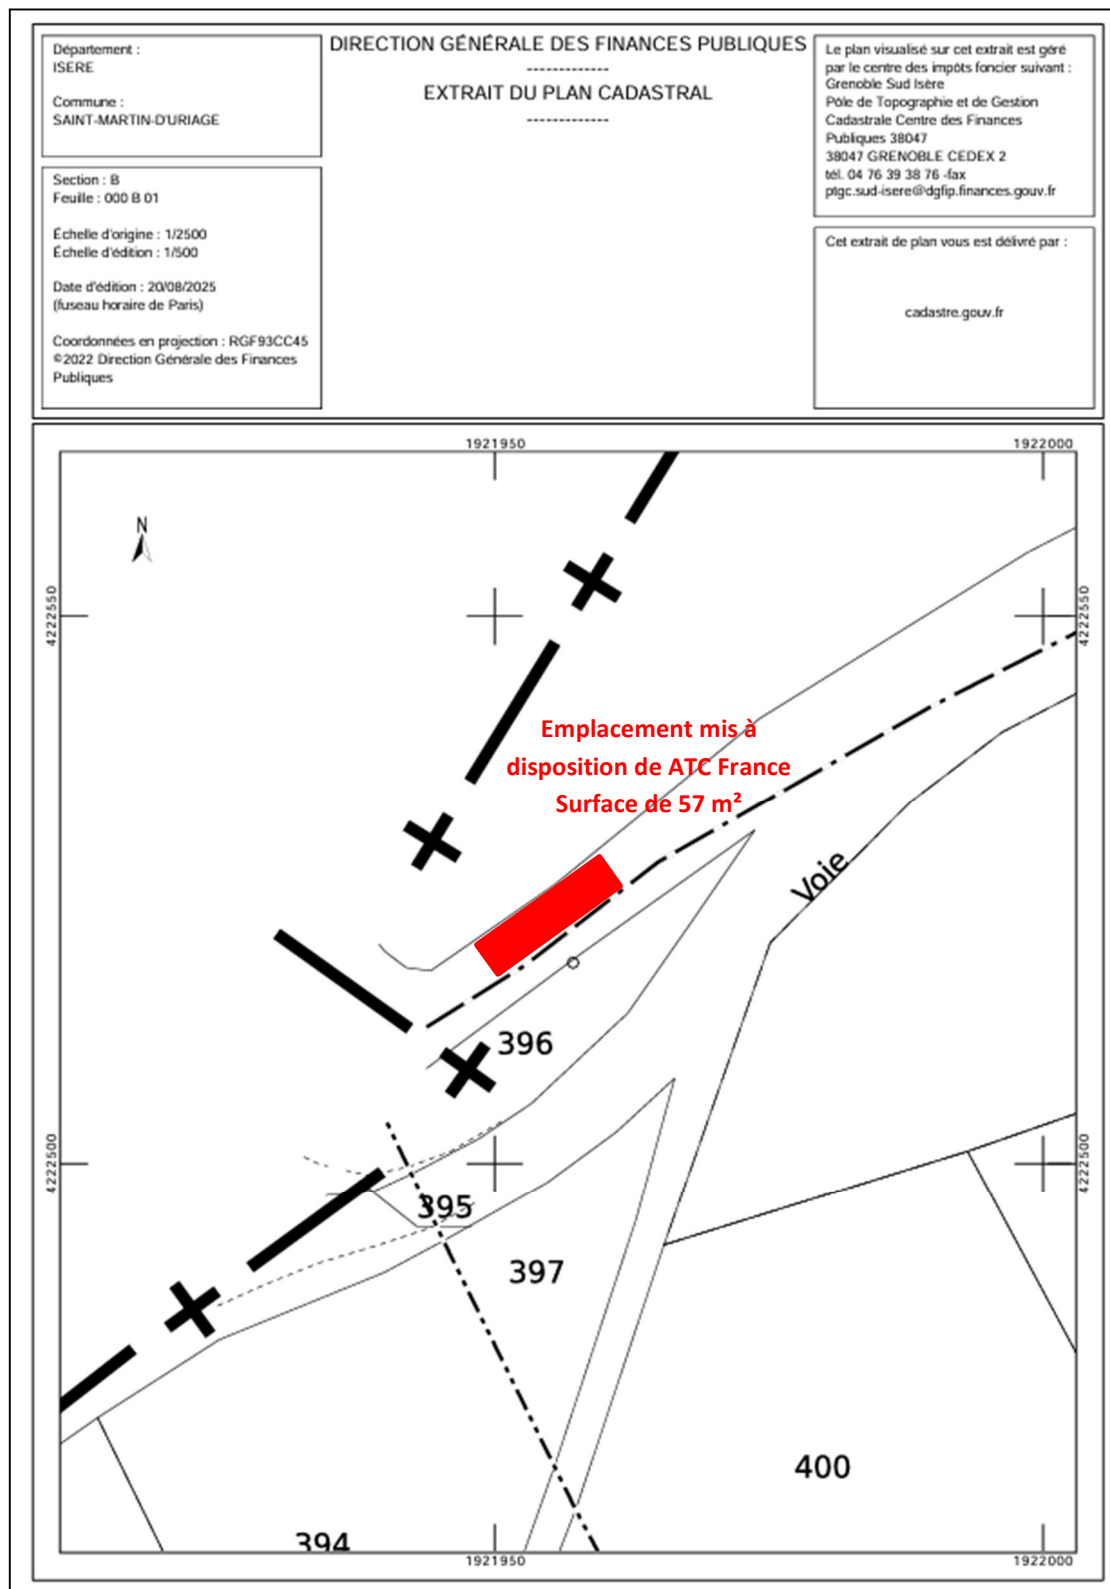 Département :
ISERE
Commune :
SAINT-MARTIN-D'URIAGE
Section : B
Feuille : 000 B 01
Échelle d'origine : 1/2500
Échelle d'édition : 1/500
Date d'édition : 20/08/2025
(fuseau horaire de Paris)
Coordonnées en projection : RGF93CC45
©2022 Direction Générale des Finances
Publiques
DIRECTION GÉNÉRALE DES FINANCES PUBLIQUES
-------------
EXTRAIT DU PLAN CADASTRAL
-------------
Le plan visualisé sur cet extrait est géré
par le centre des impôts foncier suivant :
Grenoble Sud Isère
Pôle de Topographie et de Gestion
Cadastrale Centre des Finances
Publiques 38047
38047 GRENOBLE CEDEX 2
tél. 04 76 39 38 76 -fax
ptgc.sud-isere@dgfip.finances.gouv.fr
Cet extrait de plan vous est délivré par :
cadastre.gouv.fr
1921950
1922000
N
4222550
4222550
Emplacement mis à
disposition de ATC France
Surface de 57 m²
Voie
396
4222500
4222500
395
397
400
394
1921950
1922000